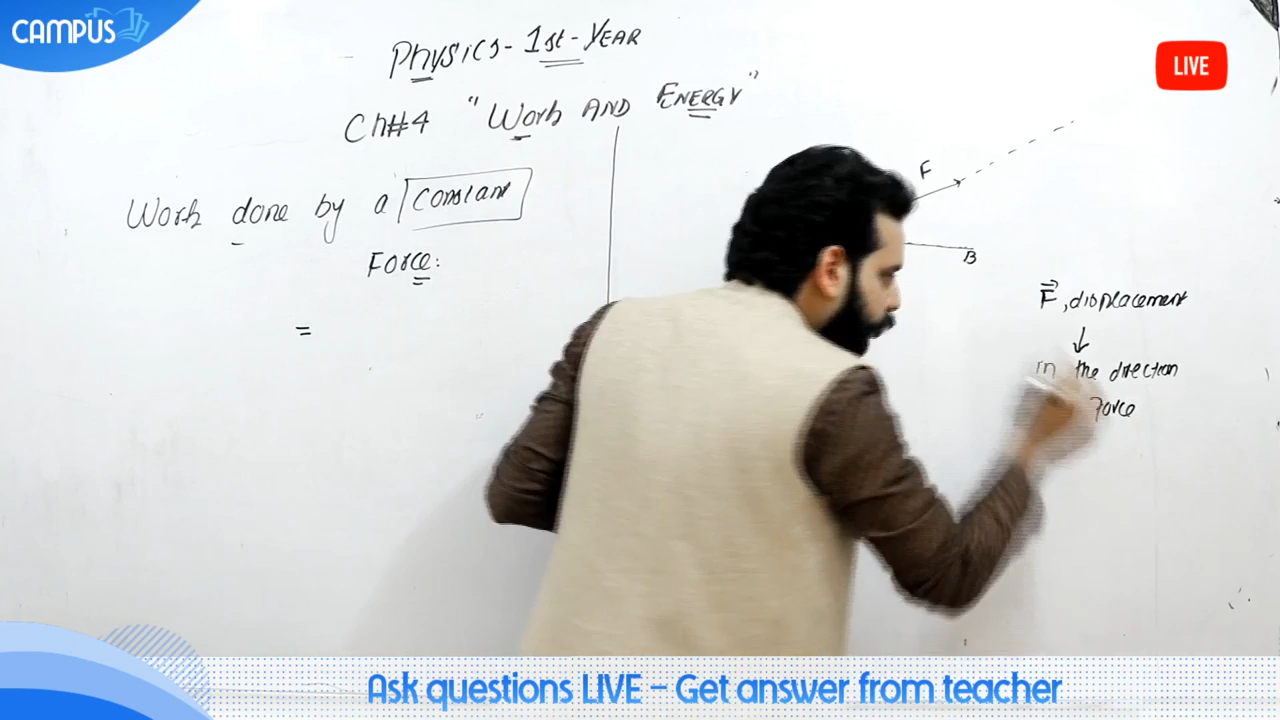 CAMPUS
LIVE
Physics - 1st - YEAR
Ch#4 "Work AND ENERGY"
Work done by a Constant
Force:
=
F
B
F, displacement
↓
in the direction
Force
Ask questions LIVE – Get answer from teacher